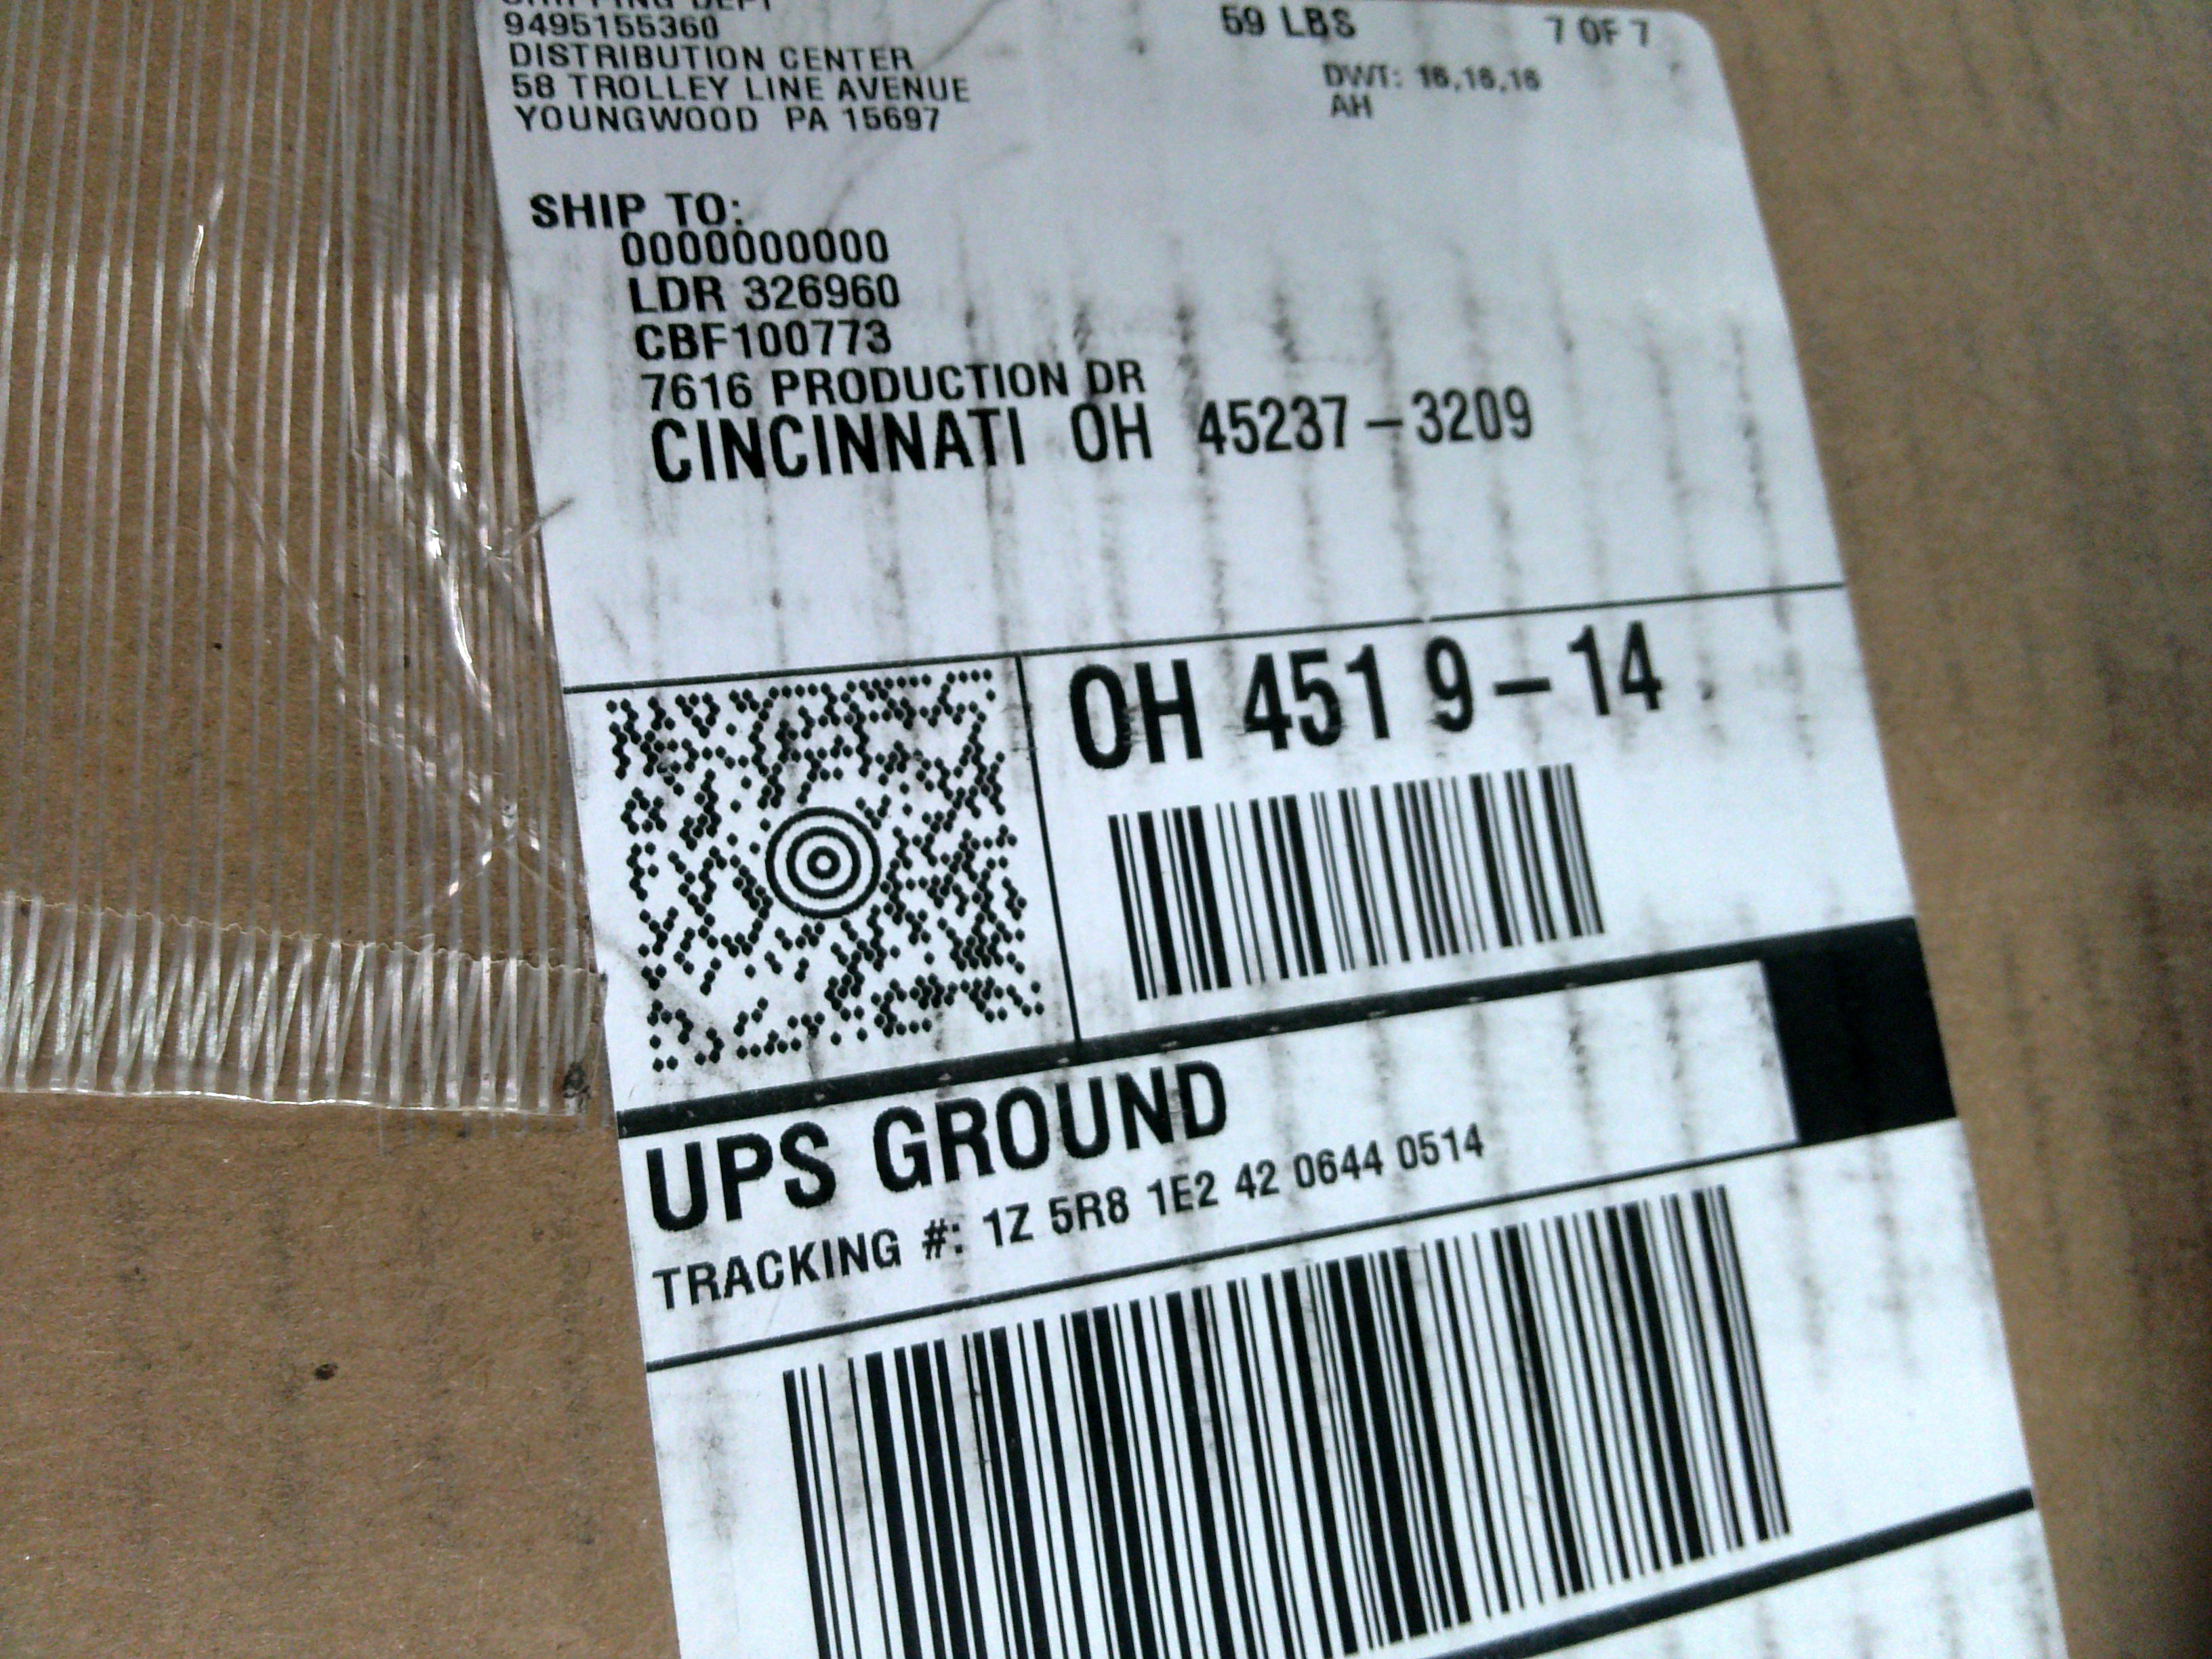 SHIPPING DEPT
9495155360
DISTRIBUTION CENTER
58 TROLLEY LINE AVENUE
YOUNGWOOD PA 15697
59 LBS 7 OF 7
DWT: 16,16,16
AH
SHIP TO:
0000000000
LDR 326960
CBF100773
7616 PRODUCTION DR
CINCINNATI OH 45237-3209
OH 451 9-14
UPS GROUND
TRACKING #: 1Z 5R8 1E2 42 0644 0514